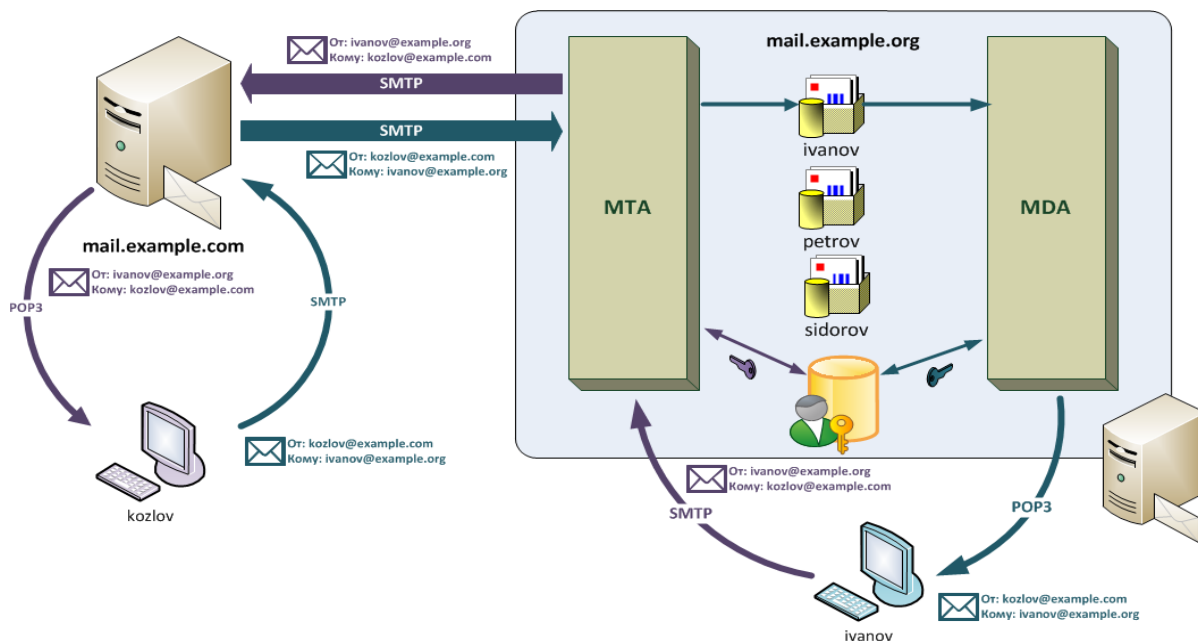 От: ivanov@example.org
Кому: kozlov@example.com
SMTP
SMTP
От: kozlov@example.com
Кому: ivanov@example.org
mail.example.com
От: ivanov@example.org
Кому: kozlov@example.com
POP3
SMTP
От: kozlov@example.com
Кому: ivanov@example.org
kozlov
mail.example.org
MTA
ivanov
petrov
sidorov
MDA
От: ivanov@example.org
Кому: kozlov@example.com
SMTP
POP3
От: kozlov@example.com
Кому: ivanov@example.org
ivanov